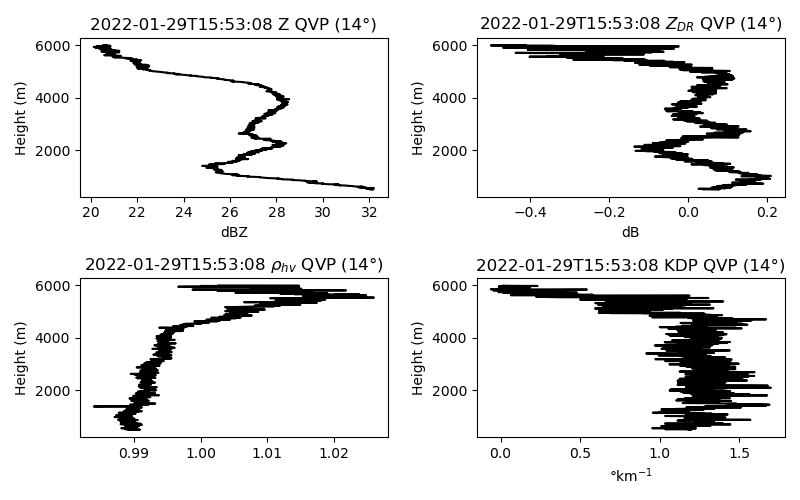 2022-01-29T15:53:08 Z QVP (14°)
6000
4000
2000
Height (m)
20 22 24 26 28 30 32
dBZ
2022-01-29T15:53:08 Z_DR QVP (14°)
6000
4000
2000
Height (m)
−0.4 −0.2 0.0 0.2
dB
2022-01-29T15:53:08 ρ_hv QVP (14°)
6000
4000
2000
Height (m)
0.99 1.00 1.01 1.02
2022-01-29T15:53:08 KDP QVP (14°)
6000
4000
2000
Height (m)
0.0 0.5 1.0 1.5
°km⁻¹